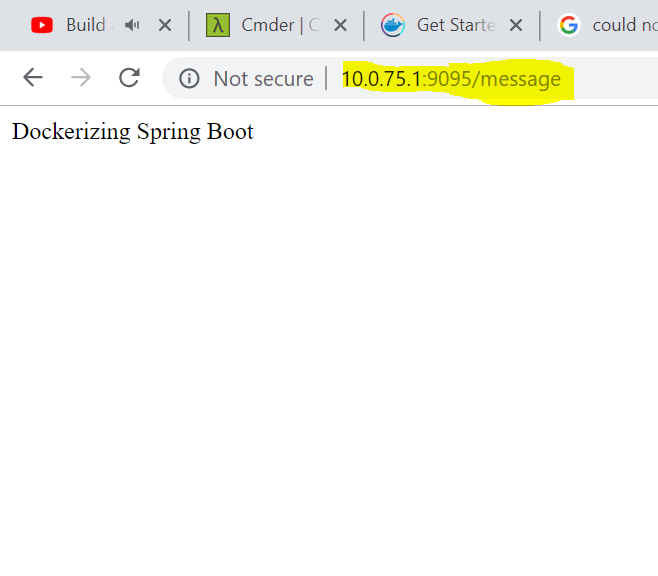 Build Cmder | C Get Starte could no
Not secure | 10.0.75.1:9095/message
Dockerizing Spring Boot